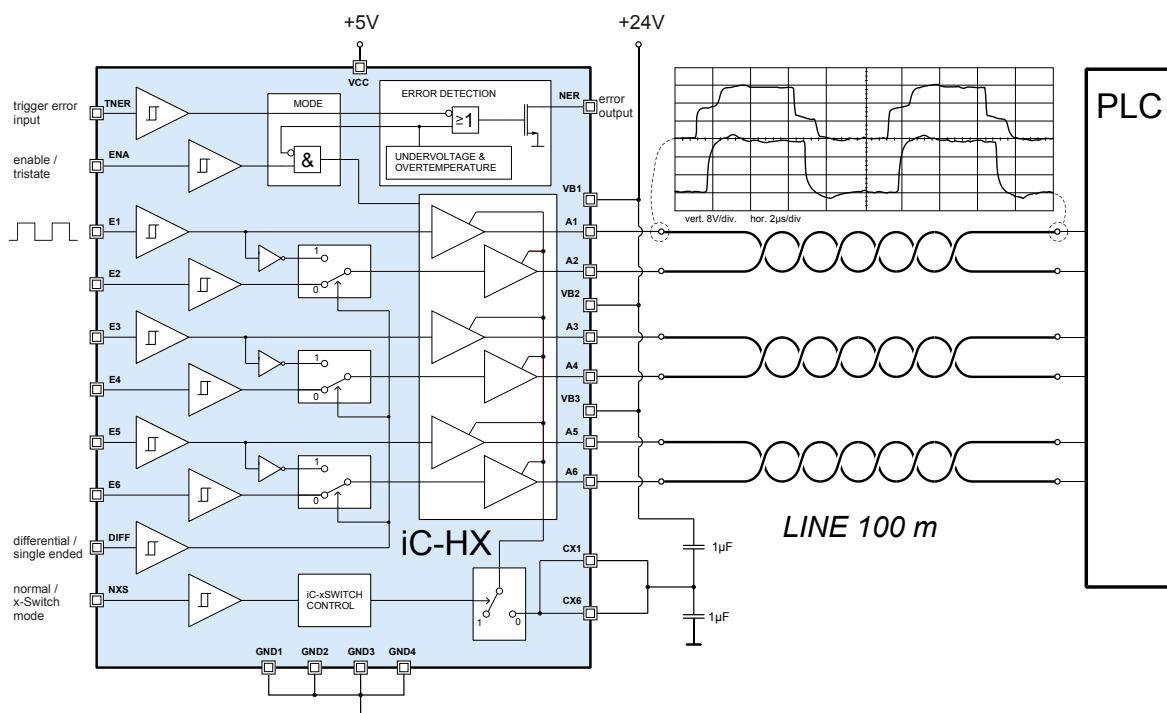 +5V
+24V
VCC
trigger error
input
TNER
MODE
ERROR DETECTION
NER
error
output
≥1
enable /
tristate
ENA
&
UNDERVOLTAGE &
OVERTEMPERATURE
PLC
VB1
vert. 8V/div. hor. 2µs/div
E1
A1
1
A2
E2
0
VB2
E3
A3
1
A4
E4
0
VB3
E5
A5
1
A6
E6
0
differential /
single ended
DIFF
iC-HX
LINE 100 m
CX1
1µF
normal /
x-Switch
mode
NXS
iC-xSWITCH
CONTROL
1
0
CX6
1µF
GND1
GND2
GND3
GND4